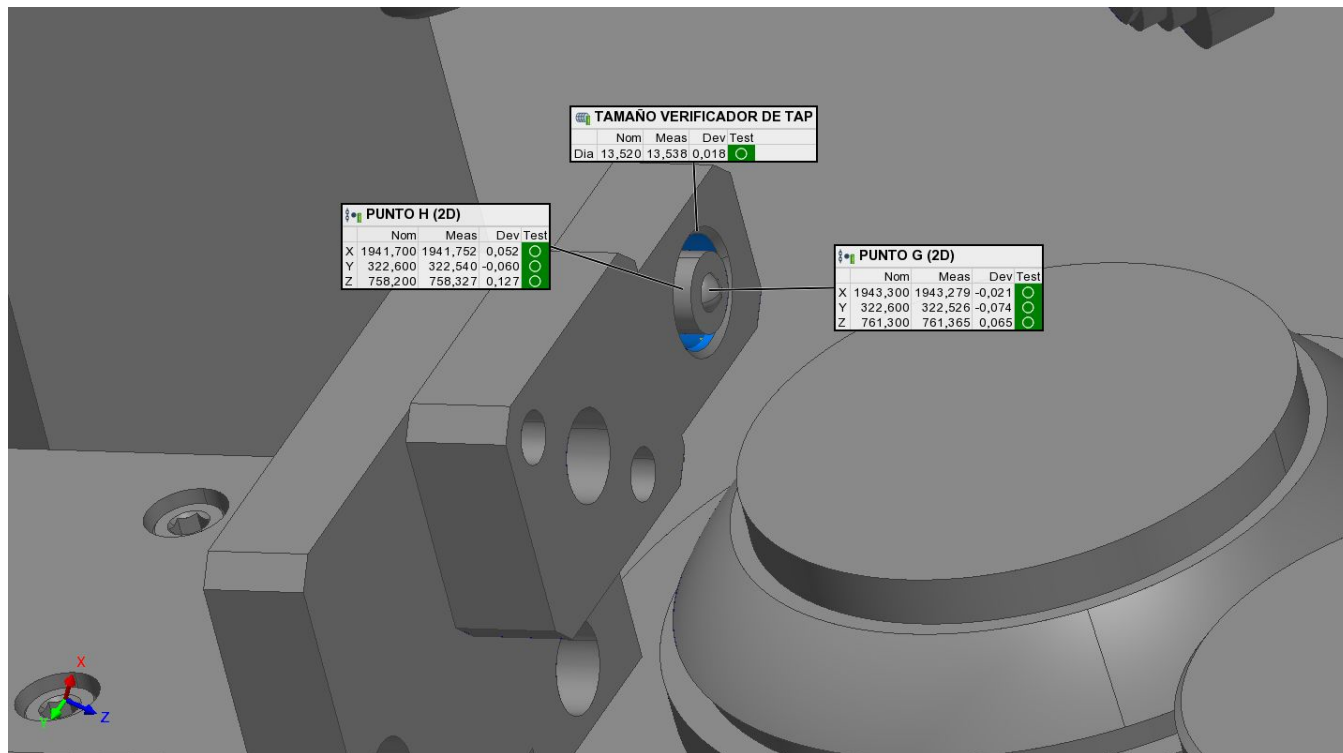 TAMAÑO VERIFICADOR DE TAP
Nom Meas Dev Test
Dia 13,520 13,538 0,018
PUNTO H (2D)
Nom Meas Dev Test
X 1941,700 1941,752 0,052
Y 322,600 322,540 -0,060
Z 758,200 758,327 0,127
PUNTO G (2D)
Nom Meas Dev Test
X 1943,300 1943,279 -0,021
Y 322,600 322,526 -0,074
Z 761,300 761,365 0,065
X
Y
Z